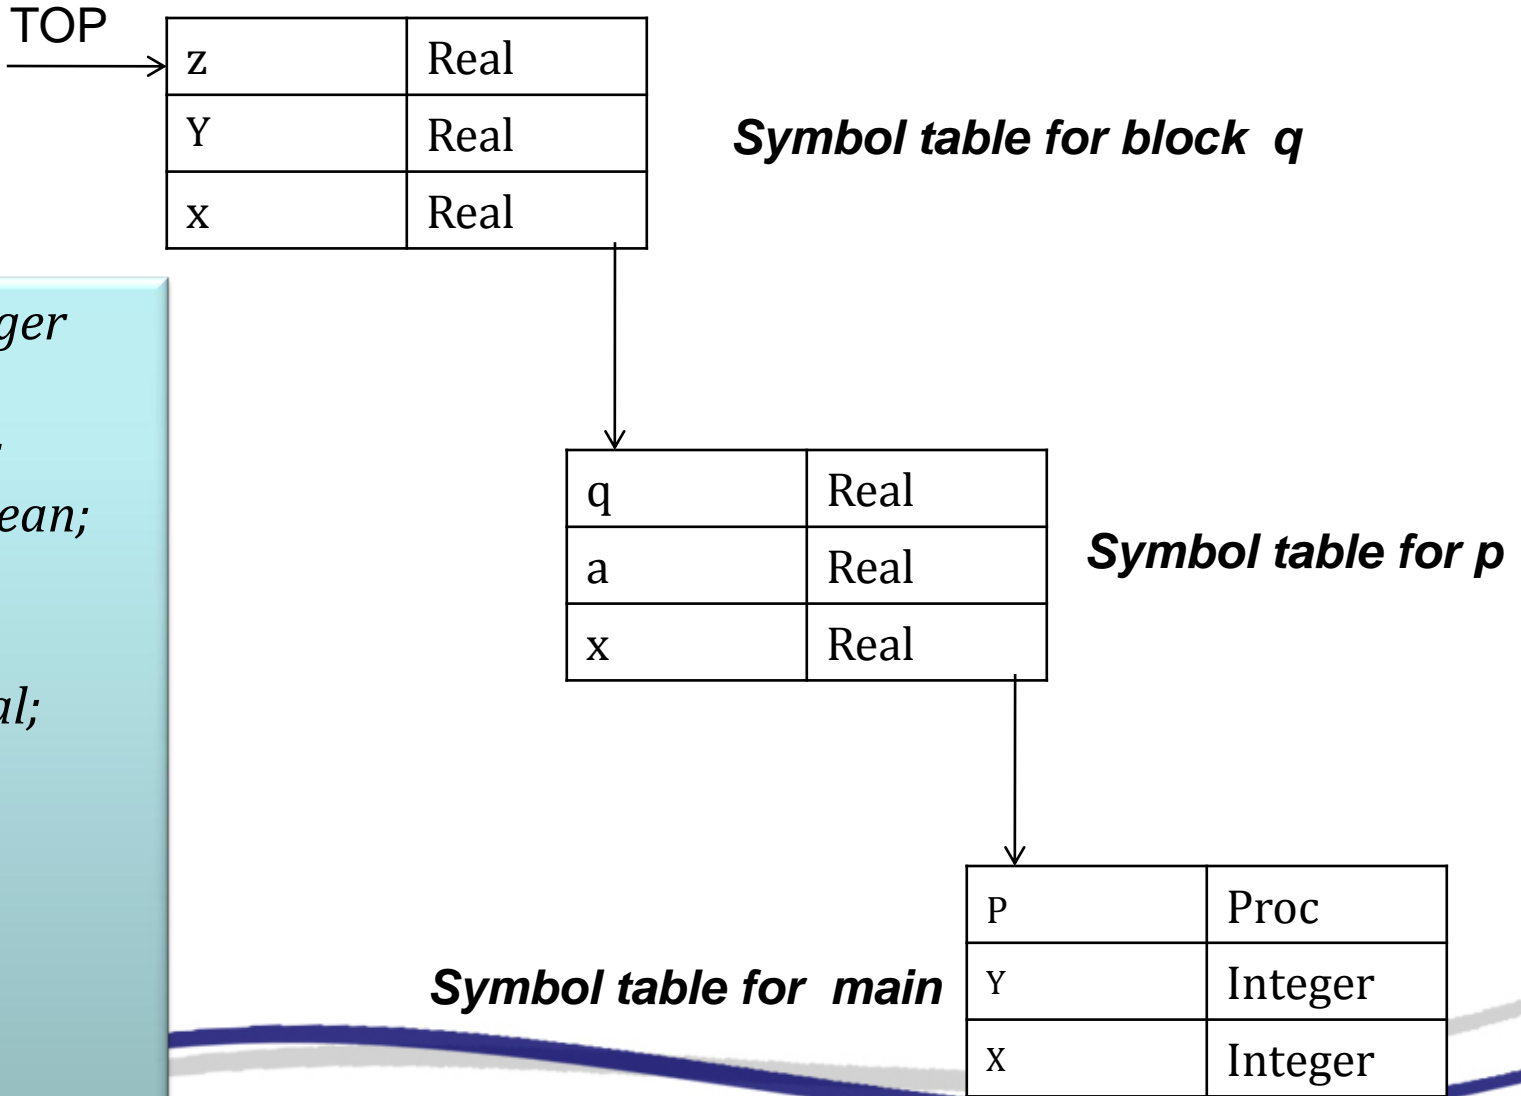 TOP
z Real
Y Real
x Real
Symbol table for block q
ger
ean;
al;
q Real
a Real
x Real
Symbol table for p
P Proc
Y Integer
X Integer
Symbol table for main